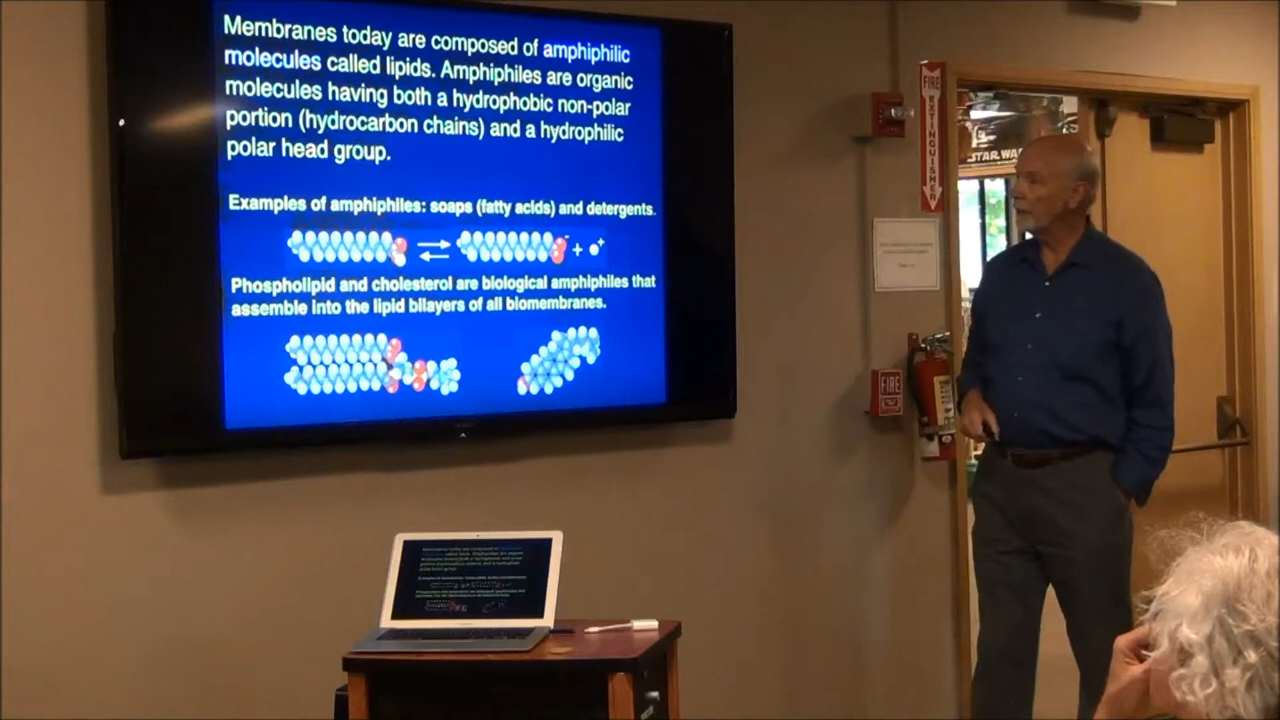 Membranes today are composed of amphiphilic
molecules called lipids. Amphiphiles are organic
molecules having both a hydrophobic non-polar
portion (hydrocarbon chains) and a hydrophilic
polar head group.
Examples of amphiphiles: soaps (fatty acids) and detergents.
- + +
Phospholipid and cholesterol are biological amphiphiles that
assemble into the lipid bilayers of all biomembranes.
FIRE
EXTINGUISHER
STAR WAR
FIRE